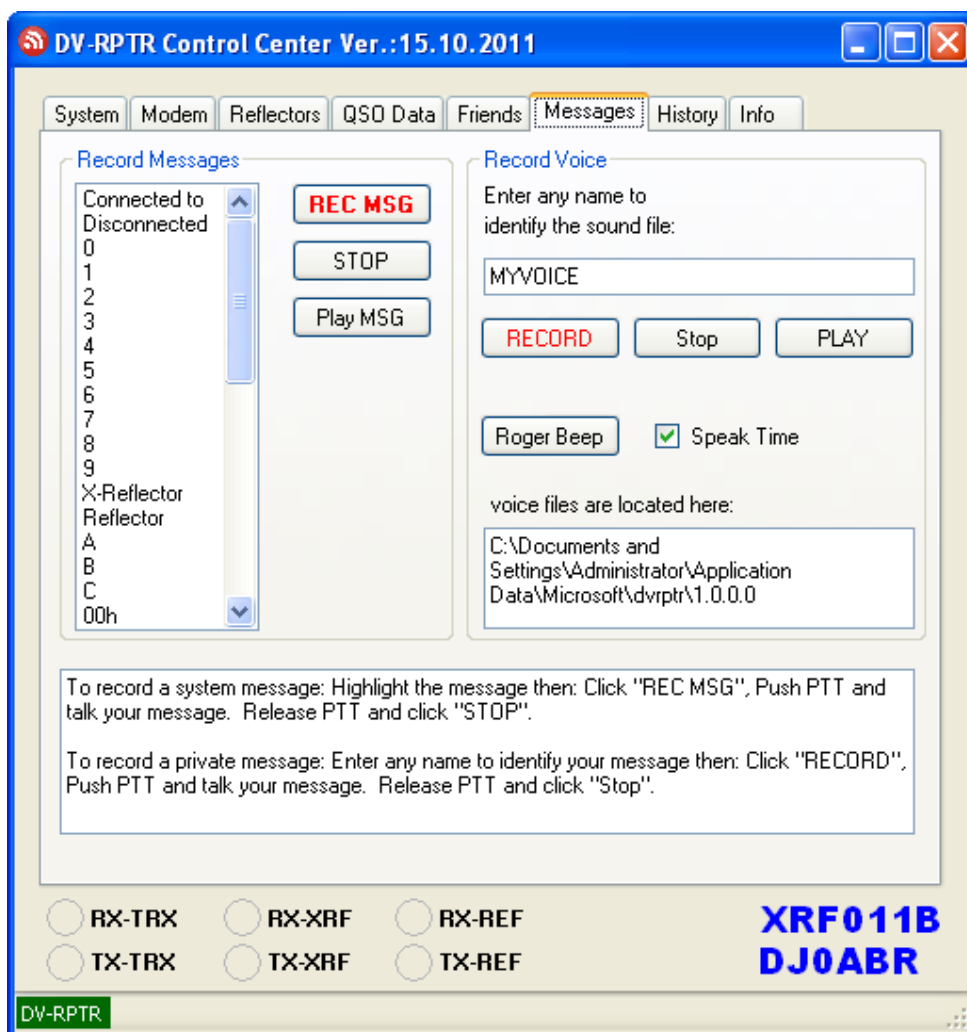 DV-RPTR Control Center Ver.:15.10.2011
System Modem Reflectors QSO Data Friends Messages History Info
Record Messages
Connected to
Disconnected
0
1
2
3
4
5
6
7
8
9
X-Reflector
Reflector
A
B
C
00h
REC MSG
STOP
Play MSG
Record Voice
Enter any name to
identify the sound file:
MYVOICE
RECORD Stop PLAY
Roger Beep Speak Time
voice files are located here:
C:\Documents and
Settings\Administrator\Application
Data\Microsoft\dvrptr\1.0.0.0
To record a system message: Highlight the message then: Click "REC MSG", Push PTT and
talk your message.  Release PTT and click "STOP".
To record a private message: Enter any name to identify your message then: Click "RECORD",
Push PTT and talk your message.  Release PTT and click "Stop".
RX-TRX RX-XRF RX-REF
TX-TRX TX-XRF TX-REF
XRF011B
DJ0ABR
DV-RPTR